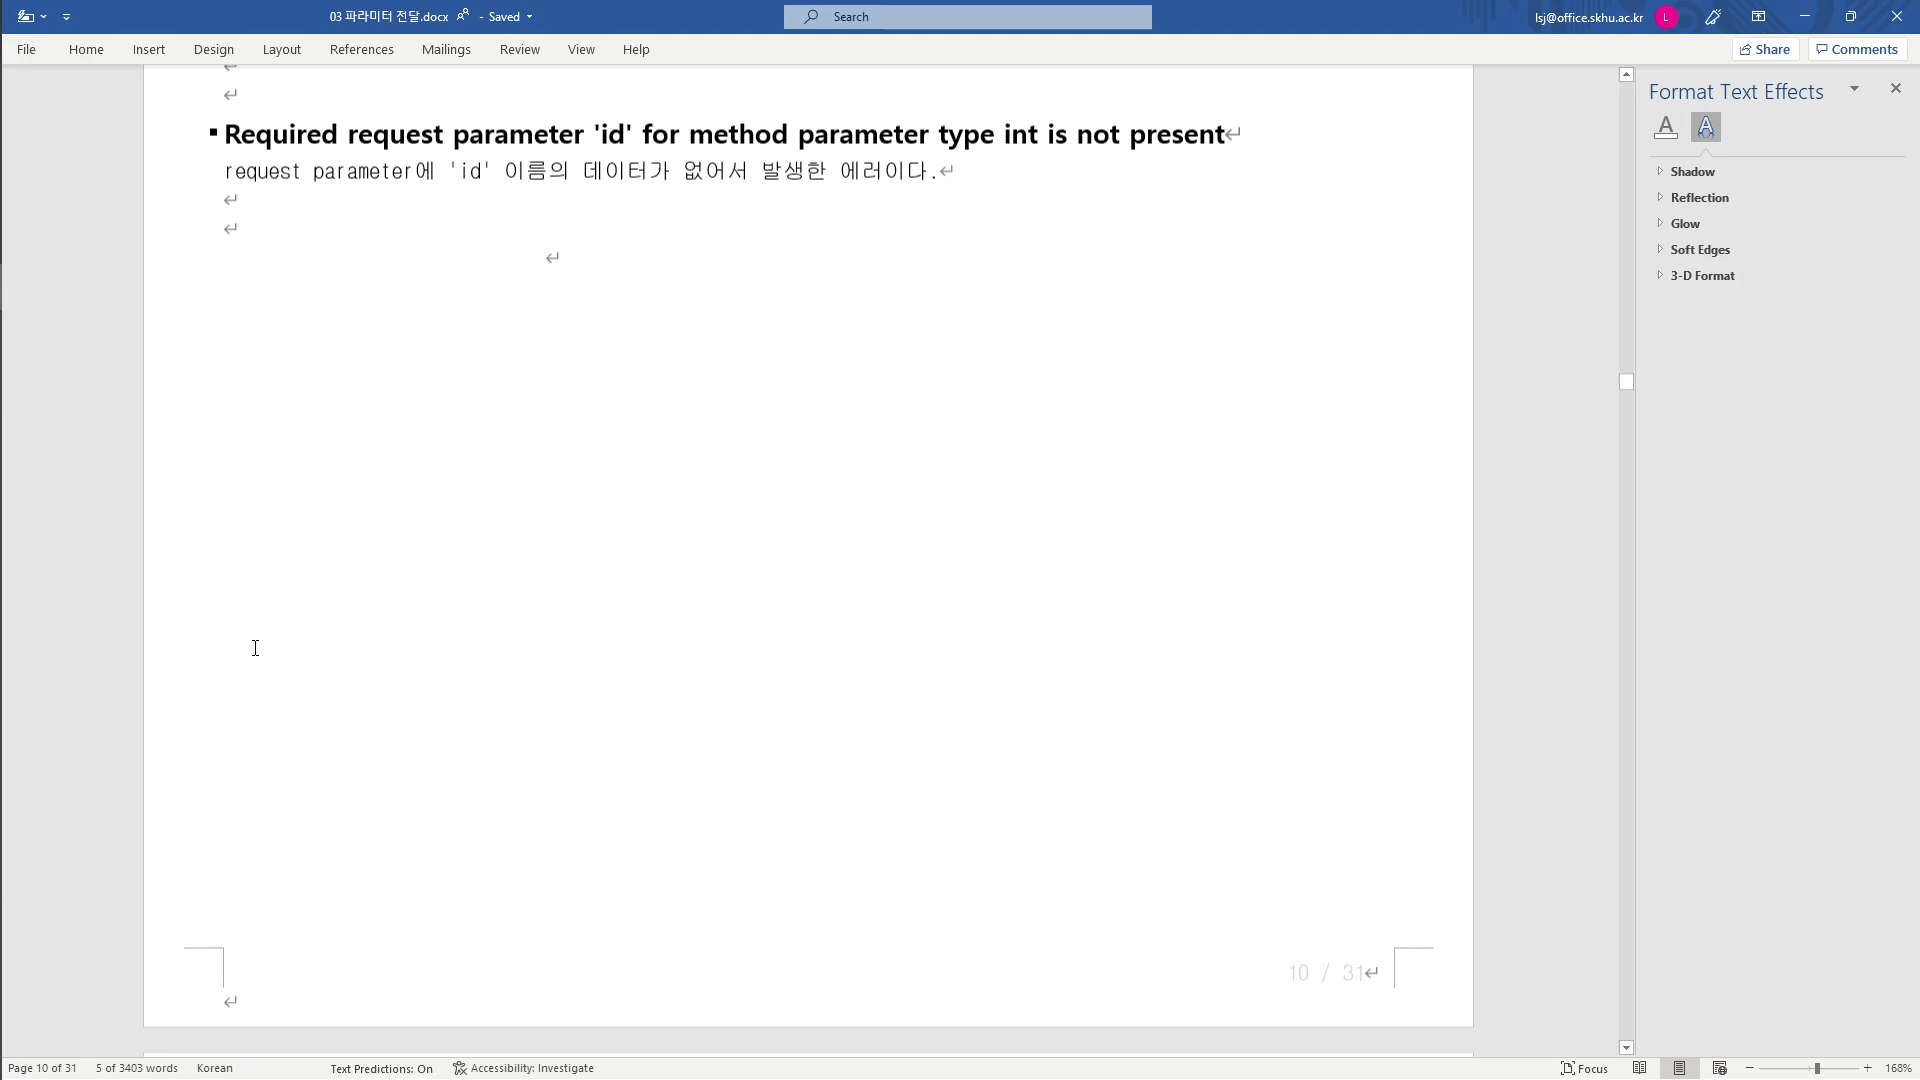 03 파라미터 전달.docx - Saved
Search
lsj@office.skhu.ac.kr
L
File Home Insert Design Layout References Mailings Review View Help
Share Comments
Required request parameter 'id' for method parameter type int is not present
request parameter에 'id' 이름의 데이터가 없어서 발생한 에러이다.
10 / 31
Format Text Effects
Shadow
Reflection
Glow
Soft Edges
3-D Format
Page 10 of 31 5 of 3403 words Korean Text Predictions: On Accessibility: Investigate Focus 168%